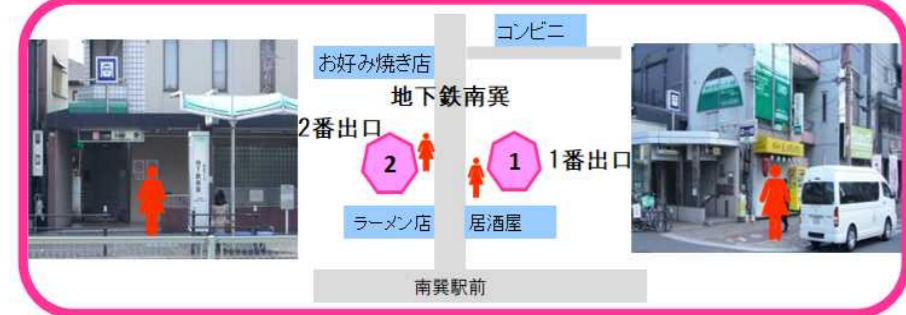 コンビニ
お好み焼き店
地下鉄南巽
2番出口
2
1
1番出口
ラーメン店
居酒屋
南巽駅前